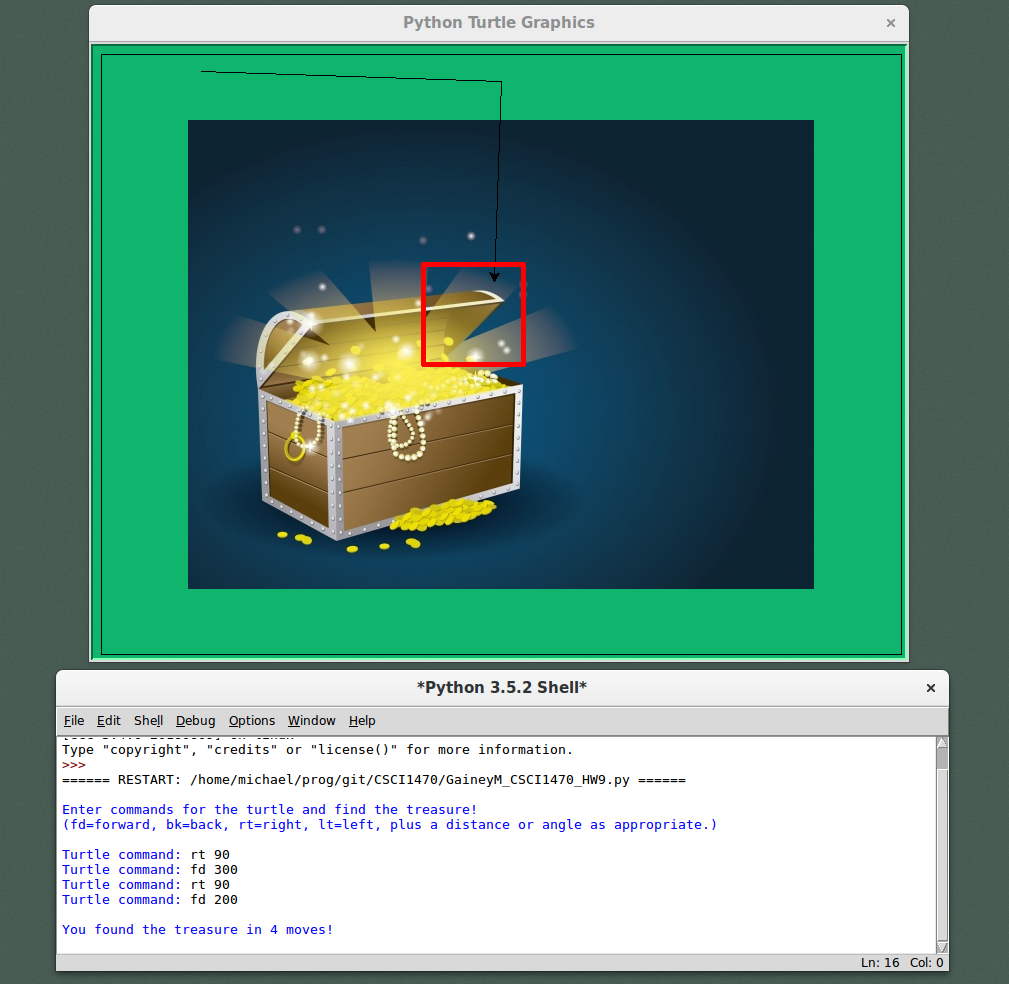 Python Turtle Graphics
*Python 3.5.2 Shell*
File Edit Shell Debug Options Window Help
Type "copyright", "credits" or "license()" for more information.
>>>
====== RESTART: /home/michael/prog/git/CSCI1470/GaineyM_CSCI1470_HW9.py ======
Enter commands for the turtle and find the treasure!
(fd=forward, bk=back, rt=right, lt=left, plus a distance or angle as appropriate.)
Turtle command: rt 90
Turtle command: fd 300
Turtle command: rt 90
Turtle command: fd 200
You found the treasure in 4 moves!
Ln: 16 Col: 0